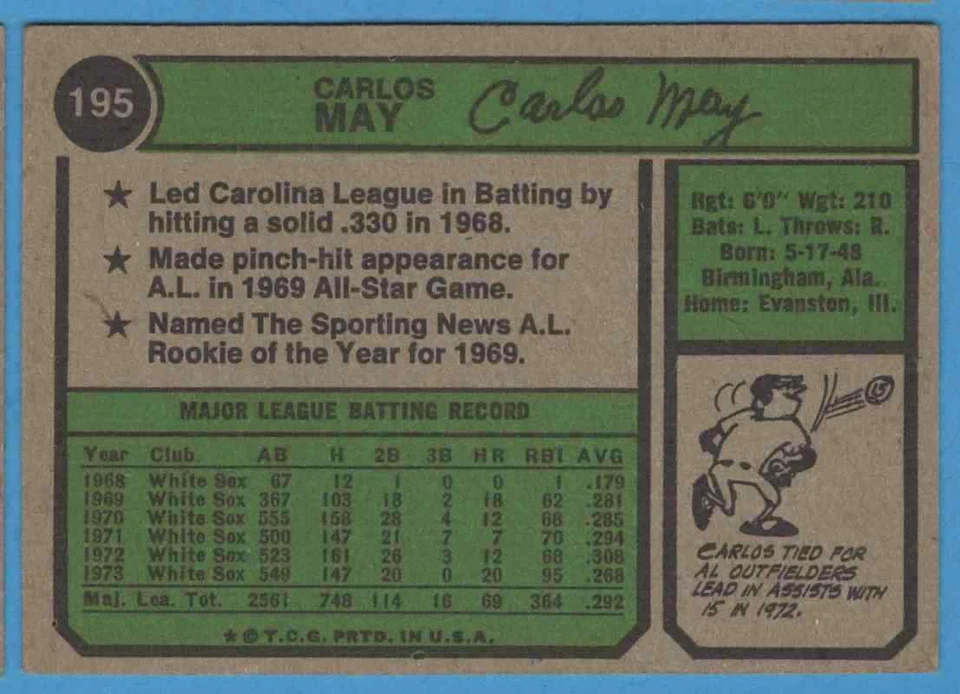 195
CARLOS
MAY
Carlos May
★ Led Carolina League in Batting by
hitting a solid .330 in 1968.
★ Made pinch-hit appearance for
A.L. in 1969 All-Star Game.
★ Named The Sporting News A.L.
Rookie of the Year for 1969.
Hgt: 6'0" Wgt: 210
Bats: L. Throws: R.
Born: 5-17-48
Birmingham, Ala.
Home: Evanston, Ill.
MAJOR LEAGUE BATTING RECORD
Year Club AB H 2B 3B HR RBI AVG
1968 White Sox 67 12 1 0 0 1 .179
1969 White Sox 367 103 18 2 18 62 .281
1970 White Sox 555 158 28 4 12 68 .285
1971 White Sox 500 147 21 7 7 70 .294
1972 White Sox 523 161 26 3 12 68 .308
1973 White Sox 549 147 20 0 20 95 .268
Maj. Lea. Tot. 2561 748 114 16 69 364 .292
★ © T.C.G. PRTD. IN U.S.A.
15
CARLOS TIED FOR
AL OUTFIELDERS
LEAD IN ASSISTS WITH
15 IN 1972.